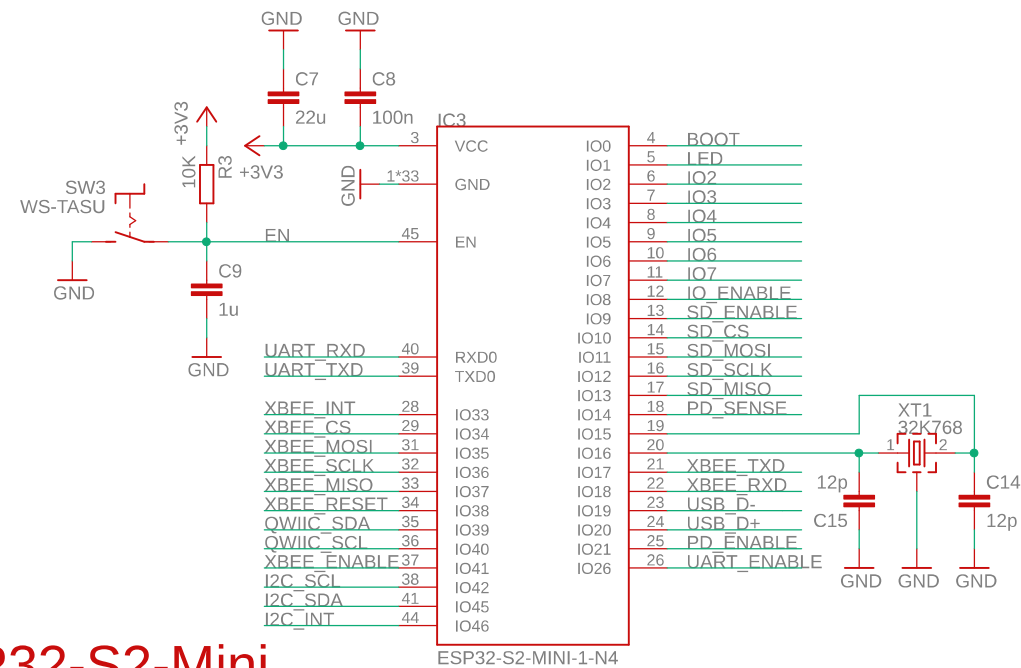 GND
GND
C7
22u
C8
100n
+3V3
10K
R3
+3V3
SW3
WS-TASU
GND
EN
C9
1u
GND
GND
IC3
3 VCC
1*33 GND
45 EN
UART_RXD 40 RXD0
UART_TXD 39 TXD0
XBEE_INT 28 IO33
XBEE_CS 29 IO34
XBEE_MOSI 31 IO35
XBEE_SCLK 32 IO36
XBEE_MISO 33 IO37
XBEE_RESET 34 IO38
QWIIC_SDA 35 IO39
QWIIC_SCL 36 IO40
XBEE_ENABLE 37 IO41
I2C_SCL 38 IO42
I2C_SDA 41 IO45
I2C_INT 44 IO46
IO0 4 BOOT
IO1 5 LED
IO2 6 IO2
IO3 7 IO3
IO4 8 IO4
IO5 9 IO5
IO6 10 IO6
IO7 11 IO7
IO8 12 IO_ENABLE
IO9 13 SD_ENABLE
IO10 14 SD_CS
IO11 15 SD_MOSI
IO12 16 SD_SCLK
IO13 17 SD_MISO
IO14 18 PD_SENSE
IO15 19
IO16 20
IO17 21 XBEE_TXD
IO18 22 XBEE_RXD
IO19 23 USB_D-
IO20 24 USB_D+
IO21 25 PD_ENABLE
IO26 26 UART_ENABLE
XT1
32K768
1 2
12p
C15
C14
12p
GND GND GND
ESP32-S2-MINI-1-N4
P32-S2-Mini